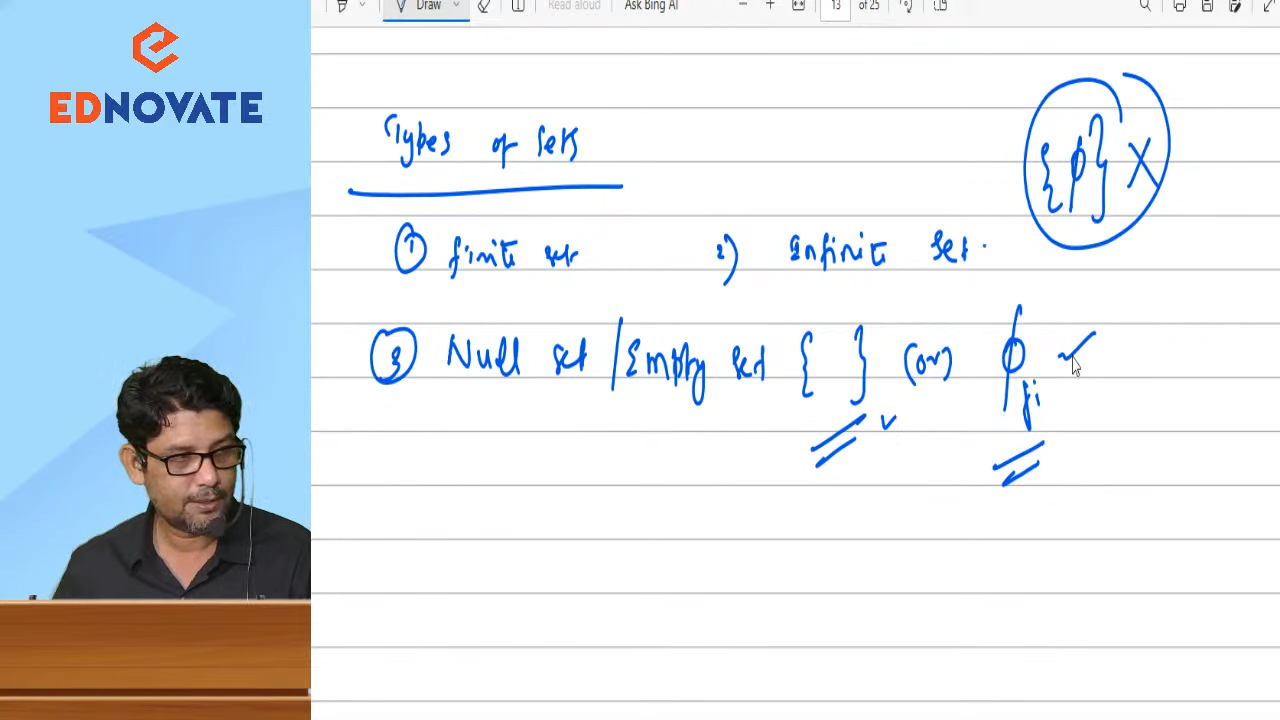 Draw
Read aloud
Ask Bing AI
13 of 25
EDNOVATE
Types of sets
{ϕ} X
① finite set 2) Infinite set.
③ Null set / Empty set { } (or) ϕ ✓
fi